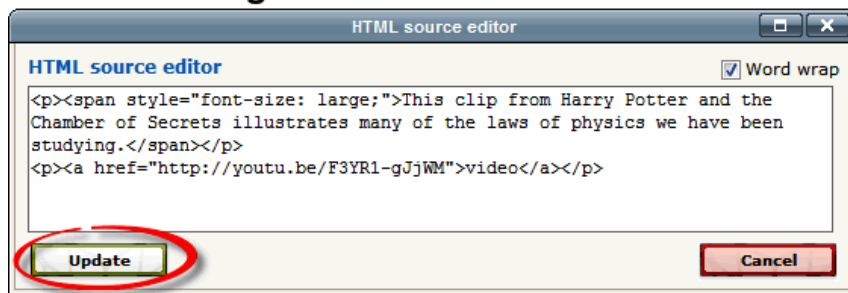 HTML source editor
HTML source editor
Word wrap
<p><span style="font-size: large;">This clip from Harry Potter and the
Chamber of Secrets illustrates many of the laws of physics we have been
studying.</span></p>
<p><a href="http://youtu.be/F3YR1-gJjWM">video</a></p>
Update
Cancel